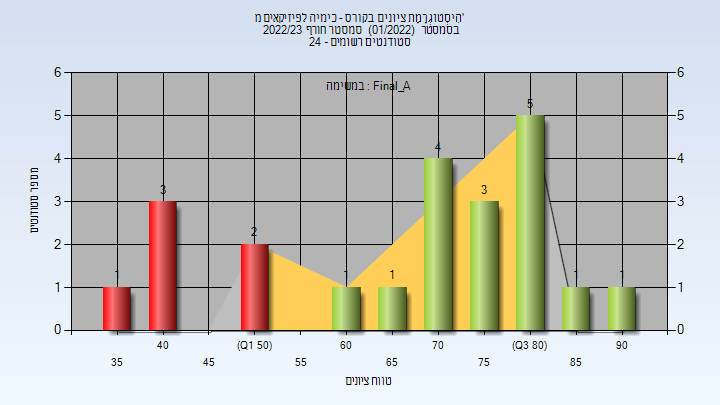 היסטוגרמת ציונים בקורס - כימיה לפיזיקאים מ'
בסמסטר (01/2022) סמסטר חורף 2022/23
סטודנטים רשומים - 24
במשימה : Final_A
מספר סטודנטים
6 6
5 5
4 4
3 3
2 2
1 1
0 0
1 3 2 1 1 4 3 5 1 1
40 (Q1 50) 60 70 (Q3 80) 90
35 45 55 65 75 85
טווח ציונים